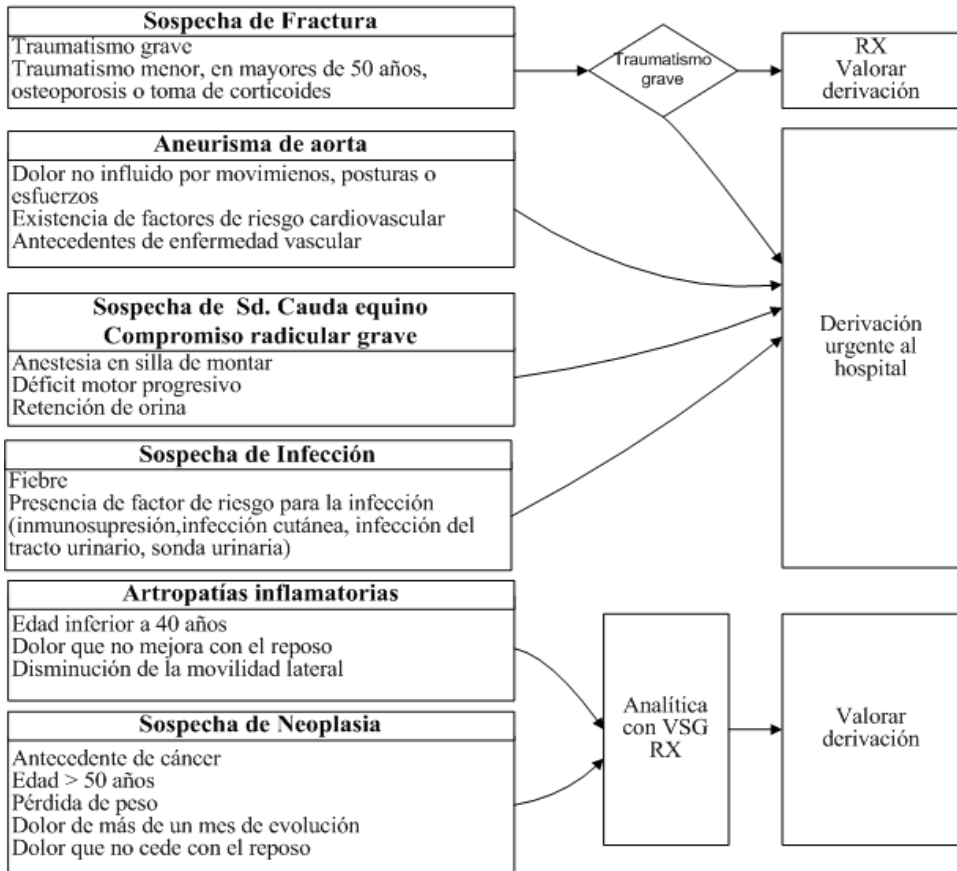 Sospecha de Fractura
Traumatismo grave
Traumatismo menor, en mayores de 50 años,
osteoporosis o toma de corticoides
Traumatismo
grave
RX
Valorar
derivación
Aneurisma de aorta
Dolor no influido por movimienos, posturas o
esfuerzos
Existencia de factores de riesgo cardiovascular
Antecedentes de enfermedad vascular
Sospecha de Sd. Cauda equino
Compromiso radicular grave
Anestesia en silla de montar
Déficit motor progresivo
Retención de orina
Derivación
urgente al
hospital
Sospecha de Infección
Fiebre
Presencia de factor de riesgo para la infección
(inmunosupresión,infección cutánea, infección del
tracto urinario, sonda urinaria)
Artropatías inflamatorias
Edad inferior a 40 años
Dolor que no mejora con el reposo
Disminución de la movilidad lateral
Sospecha de Neoplasia
Antecedente de cáncer
Edad > 50 años
Pérdida de peso
Dolor de más de un mes de evolución
Dolor que no cede con el reposo
Analítica
con VSG
RX
Valorar
derivación